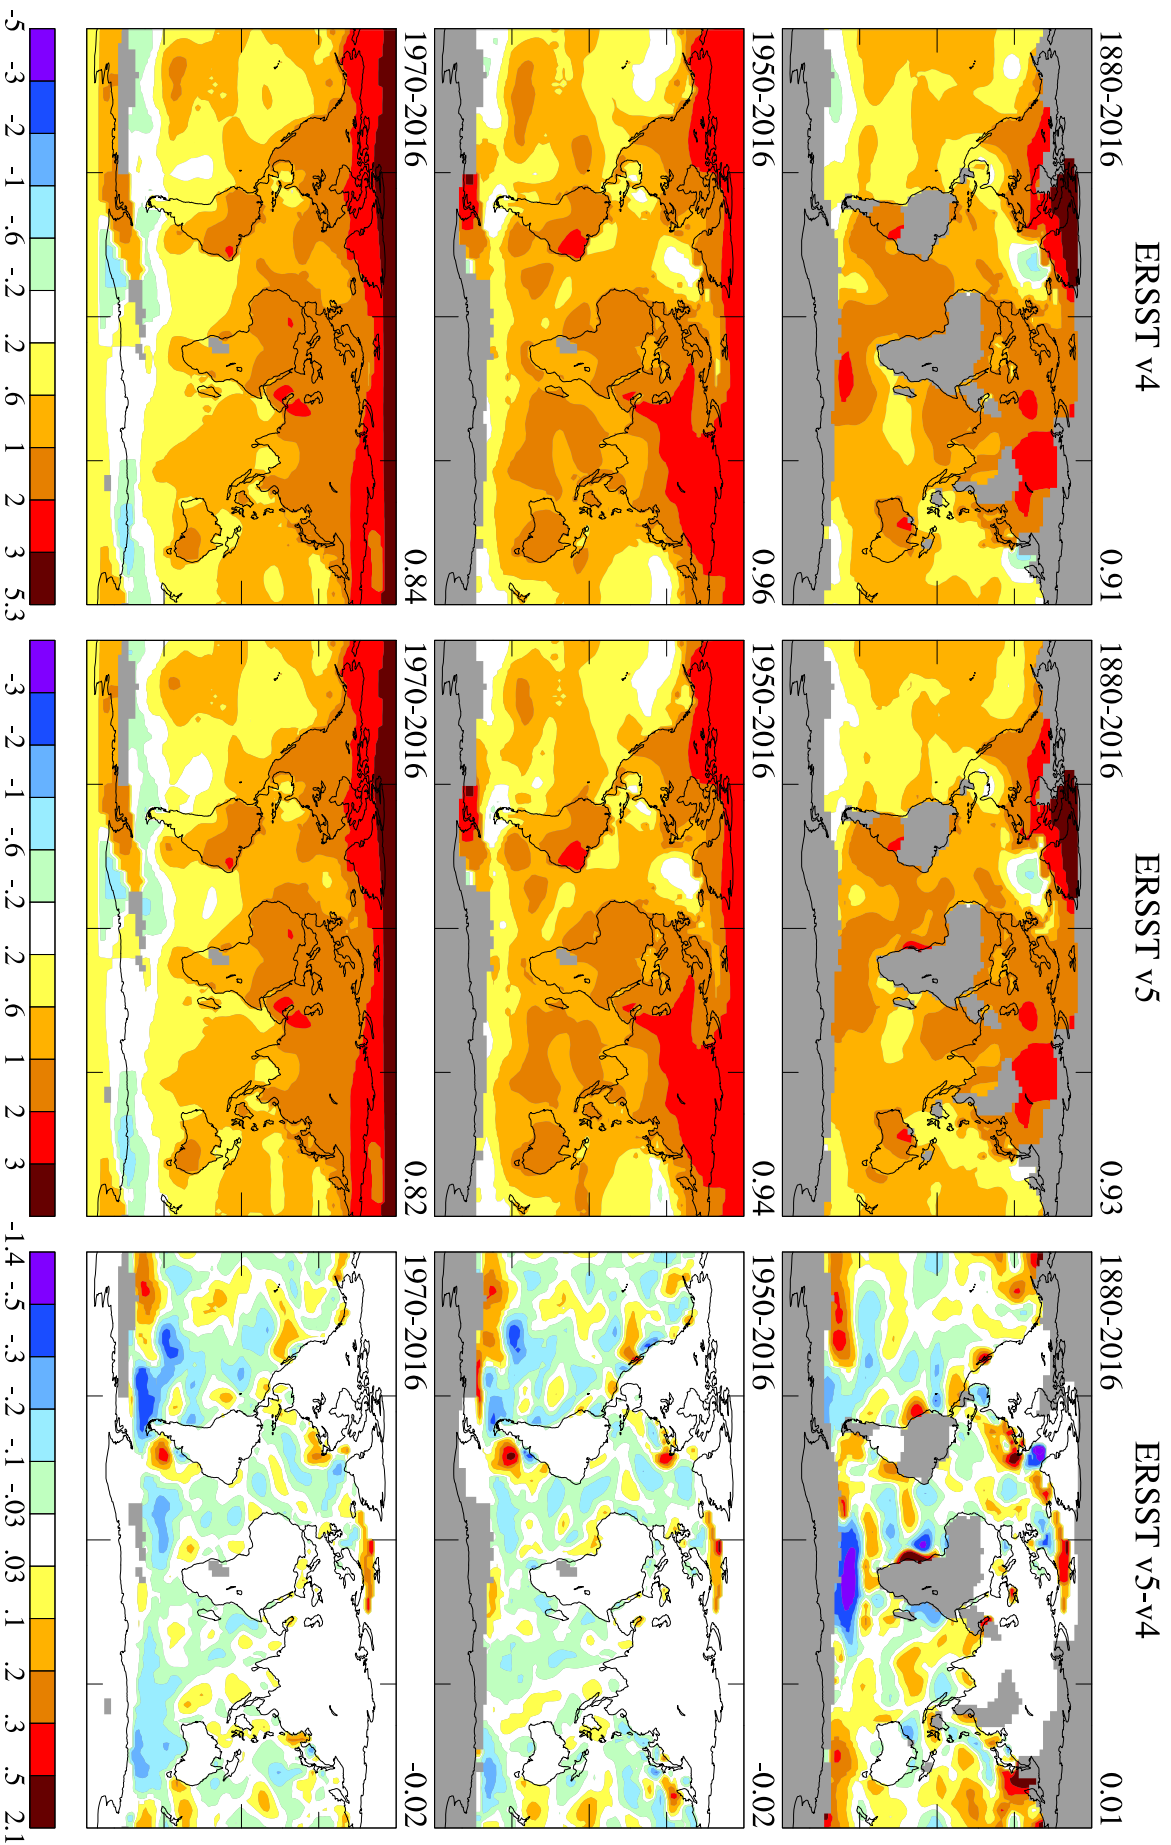 ERSST v4
ERSST v5
ERSST v5-v4
1880-2016 0.91
1880-2016 0.93
1880-2016 0.01
1950-2016 0.96
1950-2016 0.94
1950-2016 -0.02
1970-2016 0.84
1970-2016 0.82
1970-2016 -0.02
-5 -3 -2 -1 -.6 -.2 .2 .6 1 2 3 5.3
-3 -2 -1 -.6 -.2 .2 .6 1 2 3
-1.4 -.5 -.3 -.2 -.1 -.03 .03 .1 .2 .3 .5 2.1